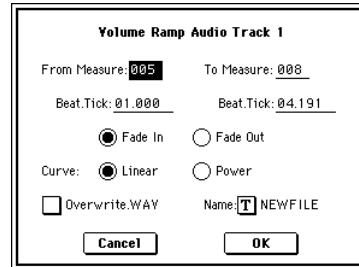 Volume Ramp Audio Track 1
From Measure: 005 To Measure: 008
Beat.Tick: 01.000 Beat.Tick: 04.191
Fade In Fade Out
Curve: Linear Power
Overwrite.WAV Name: T NEWFILE
Cancel OK